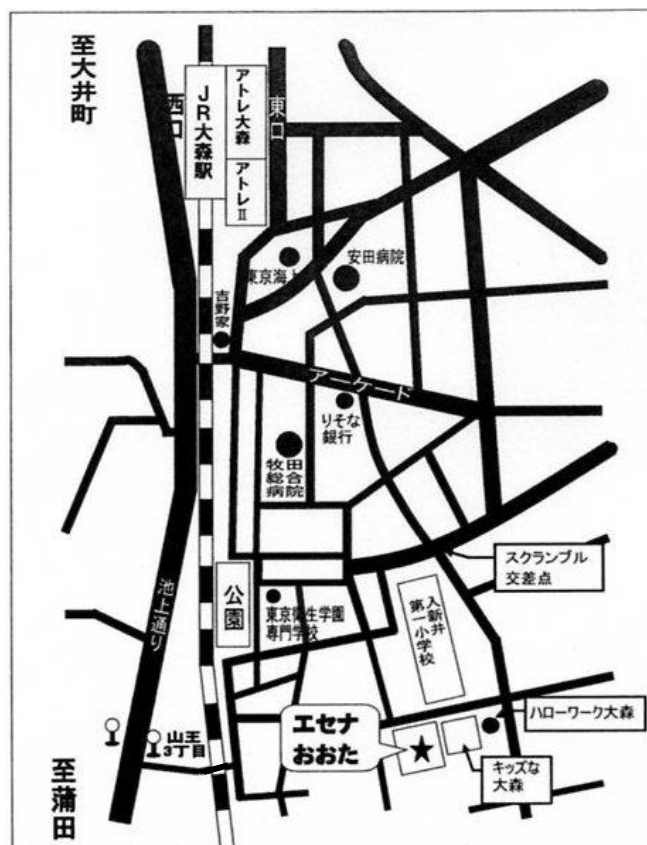 至大井町
西口
JR大森駅
アトレ大森
アトレⅡ
東口
東京海上
安田病院
吉野家
アーケード
りそな
銀行
牧田
総合
病院
スクランブル
交差点
池上通り
公園
東京衛生学園
専門学校
入新井
第一小学校
ハローワーク大森
エセナ
おおた
キッズな
大森
山王
3丁目
至蒲田